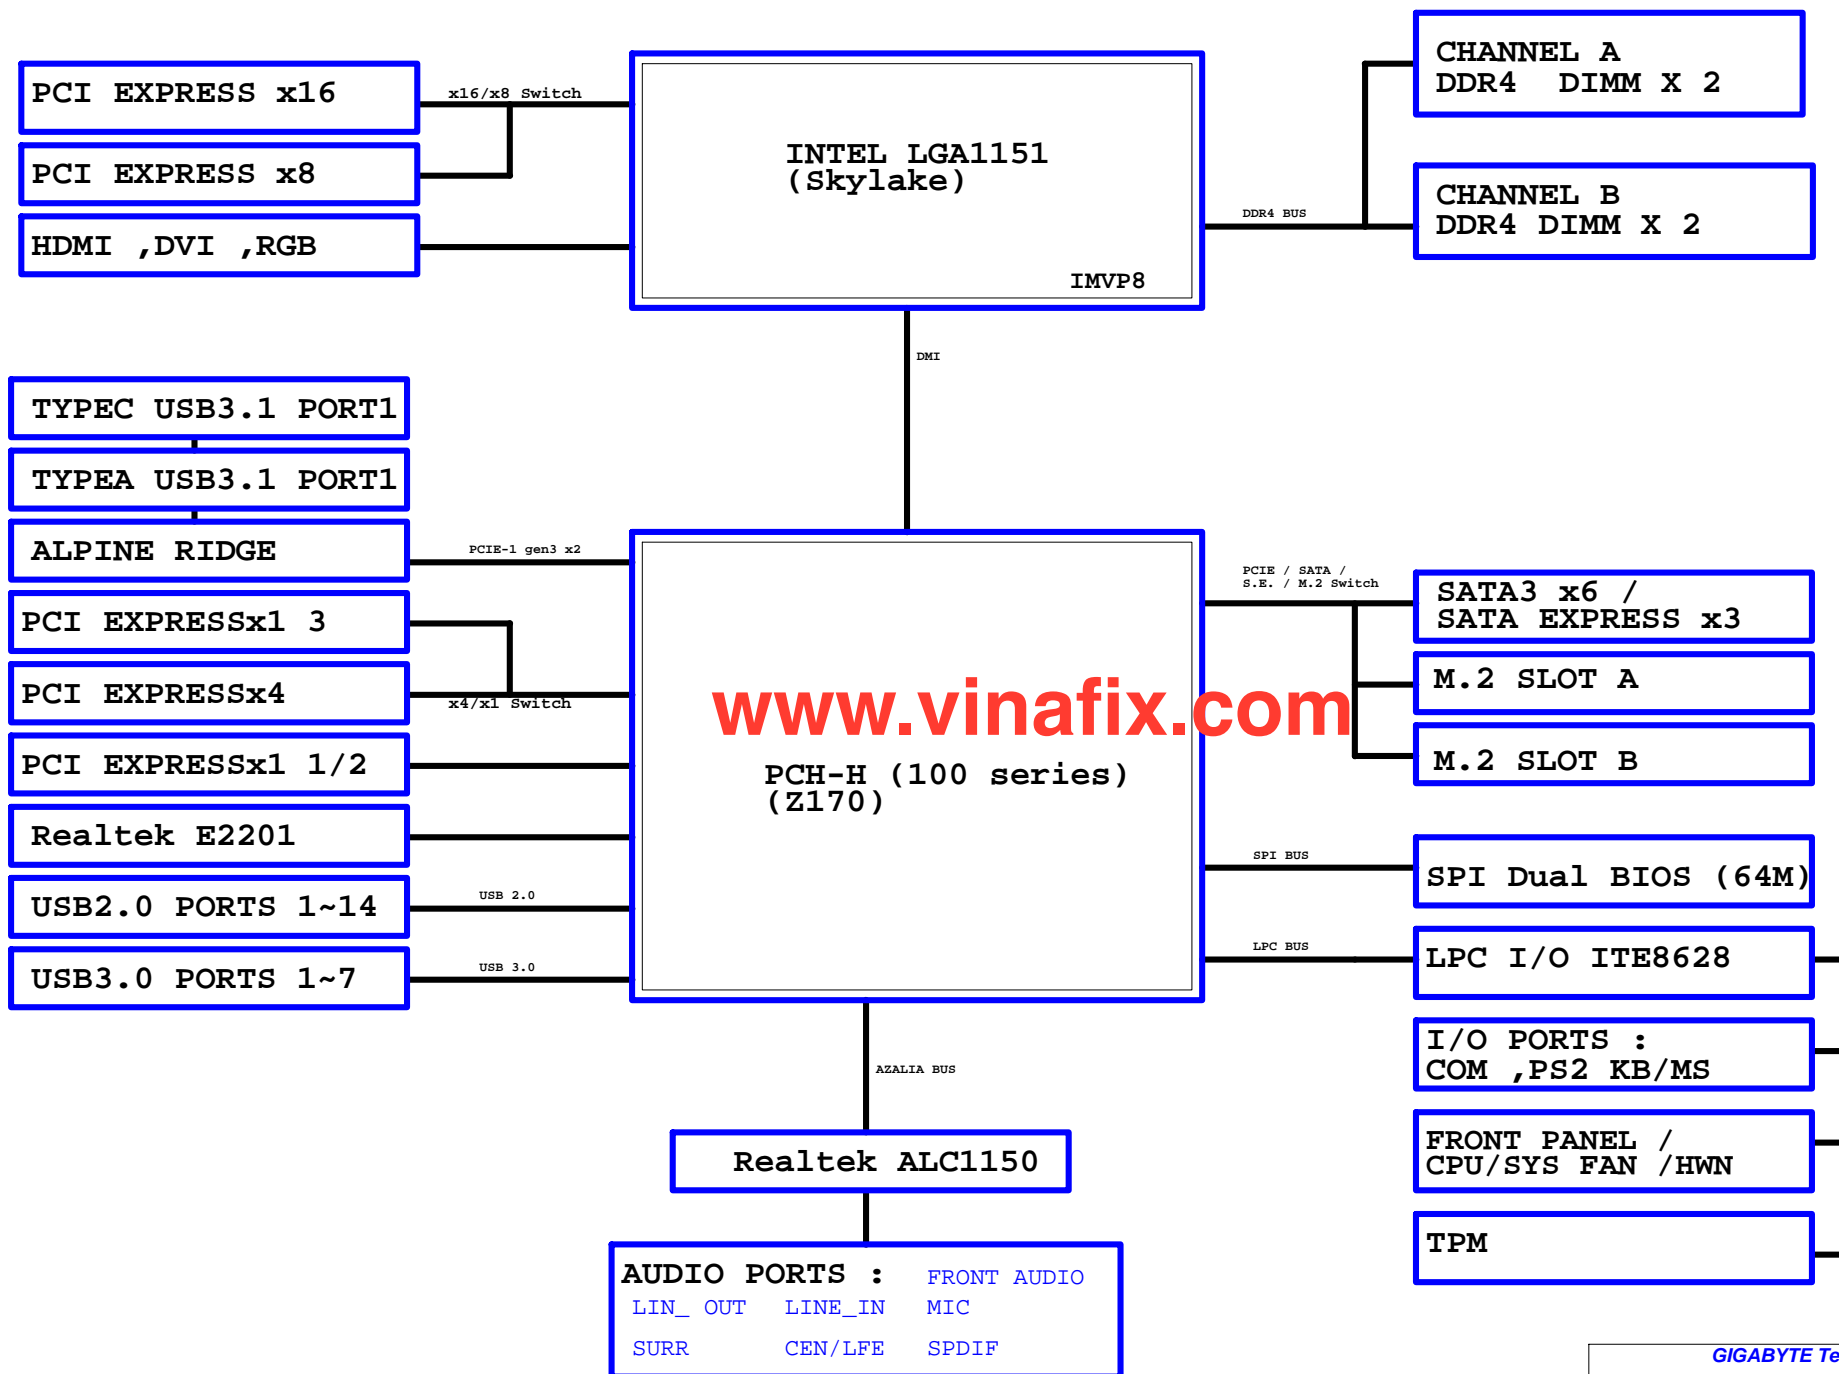 PCI EXPRESS x16
x16/x8 Switch
PCI EXPRESS x8
HDMI ,DVI ,RGB
INTEL LGA1151
(Skylake)
IMVP8
DDR4 BUS
CHANNEL A
DDR4  DIMM X 2
CHANNEL B
DDR4 DIMM X 2
DMI
TYPEC USB3.1 PORT1
TYPEA USB3.1 PORT1
ALPINE RIDGE
PCIE-1 gen3 x2
PCI EXPRESSx1 3
PCI EXPRESSx4
x4/x1 Switch
PCI EXPRESSx1 1/2
Realtek E2201
USB2.0 PORTS 1~14
USB 2.0
USB3.0 PORTS 1~7
USB 3.0
www.vinafix.com
PCH-H (100 series)
(Z170)
PCIE / SATA /
S.E. / M.2 Switch
SATA3 x6 /
SATA EXPRESS x3
M.2 SLOT A
M.2 SLOT B
SPI BUS
SPI Dual BIOS (64M)
LPC BUS
LPC I/O ITE8628
I/O PORTS :
COM ,PS2 KB/MS
FRONT PANEL /
CPU/SYS FAN /HWN
TPM
AZALIA BUS
Realtek ALC1150
AUDIO PORTS : FRONT AUDIO
LIN_ OUT LINE_IN MIC
SURR CEN/LFE SPDIF
GIGABYTE Te